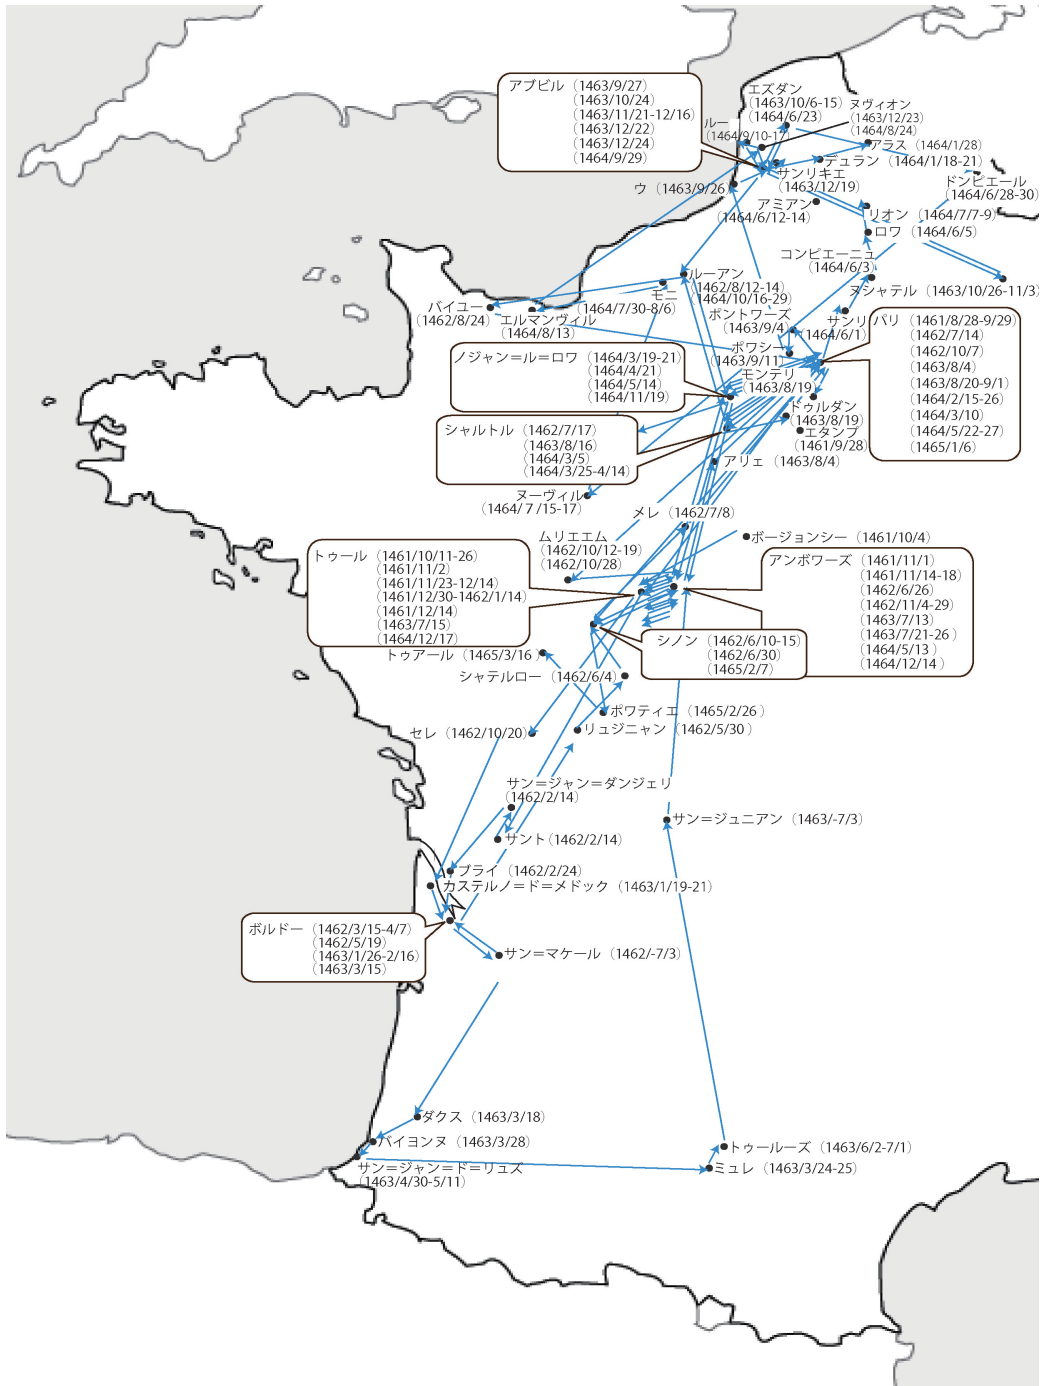 アブビル（1463/9/27）
（1463/10/24）
（1463/11/21-12/16）
（1463/12/22）
（1463/12/24）
（1464/9/29）
エズダン
（1463/10/6-15）
（1464/6/23）
ヌヴィオン
（1463/12/23）
（1464/8/24）
ルー
（1464/9/10-17）
アラス（1464/1/28）
デュラン（1464/1/18-21）
サンリキエ
（1463/12/19）
ドンピエール
（1464/6/28-30）
ウ（1463/9/26）
アミアン
（1464/6/12-14）
リオン（1464/7/7-9）
ロワ（1464/6/5）
コンピエーニュ
（1464/6/3）
ヌシャテル（1463/10/26-11/3）
ルーアン
（1462/8/12-14）
（1464/10/16-29）
モニ
（1464/7/30-8/6）
バイユー
（1462/8/24）
エルマンヴィル
（1464/8/13）
ポントワーズ
（1463/9/4）
サンリ
（1464/6/1）
パリ（1461/8/28-9/29）
（1462/7/14）
（1462/10/7）
（1463/8/4）
（1463/8/20-9/1）
（1464/2/15-26）
（1464/3/10）
（1464/5/22-27）
（1465/1/6）
ポワシー
（1463/9/11）
モンテリ
（1463/8/19）
ノジャン＝ル＝ロワ（1464/3/19-21）
（1464/4/21）
（1464/5/14）
（1464/11/19）
ドゥルダン
（1463/8/19）
エタンプ
（1461/9/28）
シャルトル（1462/7/17）
（1463/8/16）
（1464/3/5）
（1464/3/25-4/14）
アリェ（1463/8/4）
ヌーヴィル
（1464/ 7 /15-17）
メレ（1462/7/8）
ムリエエム
（1462/10/12-19）
（1462/10/28）
ボージョンシー（1461/10/4）
トゥール（1461/10/11-26）
（1461/11/2）
（1461/11/23-12/14）
（1461/12/30-1462/1/14）
（1461/12/14）
（1463/7/15）
（1464/12/17）
アンボワーズ（1461/11/1）
（1461/11/14-18）
（1462/6/26）
（1462/11/4-29）
（1463/7/13）
（1463/7/21-26 ）
（1464/5/13 ）
（1464/12/14 ）
シノン（1462/6/10-15）
（1462/6/30）
（1465/2/7）
トゥアール（1465/3/16 ）
シャテルロー（1462/6/4）
ポワティエ（1465/2/26 ）
リュジニャン（1462/5/30 ）
セレ（1462/10/20）
サン＝ジャン＝ダンジェリ
（1462/2/14）
サント（1462/2/14）
サン＝ジュニアン（1463/-7/3）
ブライ（1462/2/24）
カステルノ＝ド＝メドック（1463/1/19-21）
ボルドー（1462/3/15-4/7）
（1462/5/19）
（1463/1/26-2/16）
（1463/3/15）
サン＝マケール（1462/-7/3）
ダクス（1463/3/18）
バイヨンヌ（1463/3/28）
サン＝ジャン＝ド＝リュズ
（1463/4/30-5/11）
トゥールーズ（1463/6/2-7/1）
ミュレ（1463/3/24-25）